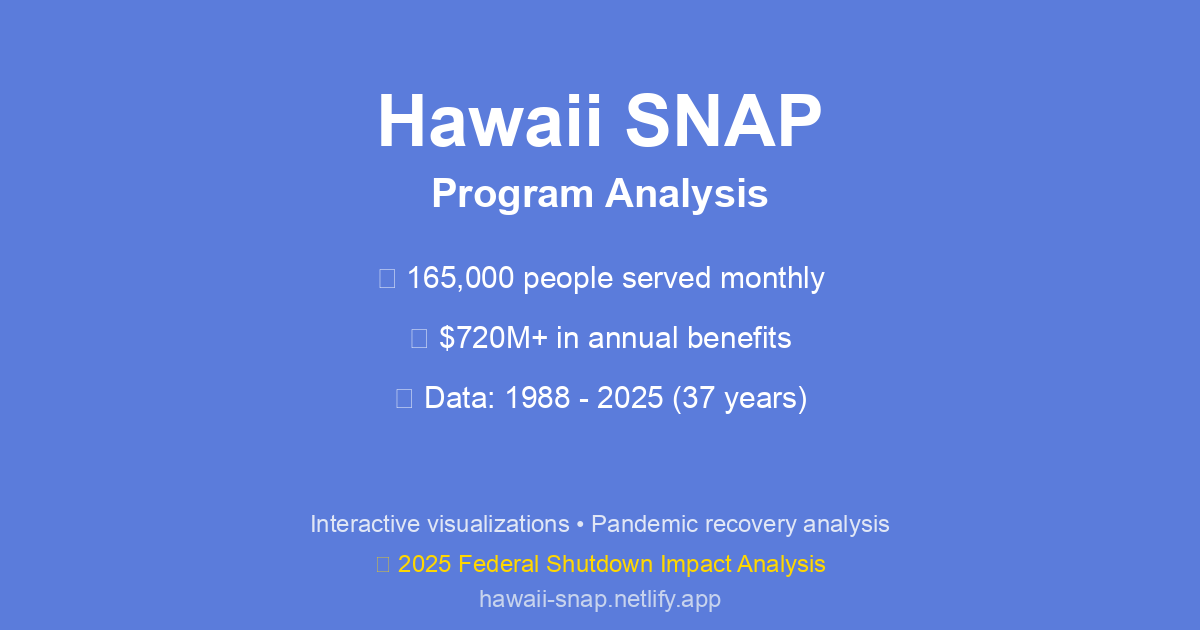 Hawaii SNAP
Program Analysis
165,000 people served monthly
$720M+ in annual benefits
Data: 1988 - 2025 (37 years)
Interactive visualizations • Pandemic recovery analysis
2025 Federal Shutdown Impact Analysis
hawaii-snap.netlify.app